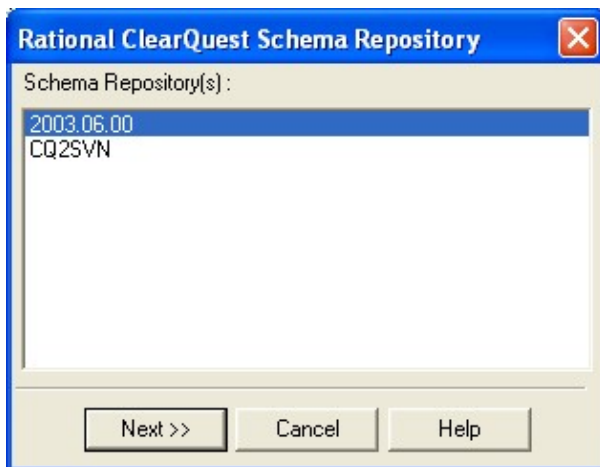 Rational ClearQuest Schema Repository
Schema Repository(s) :
2003.06.00
CQ2SVN
Next >>
Cancel
Help